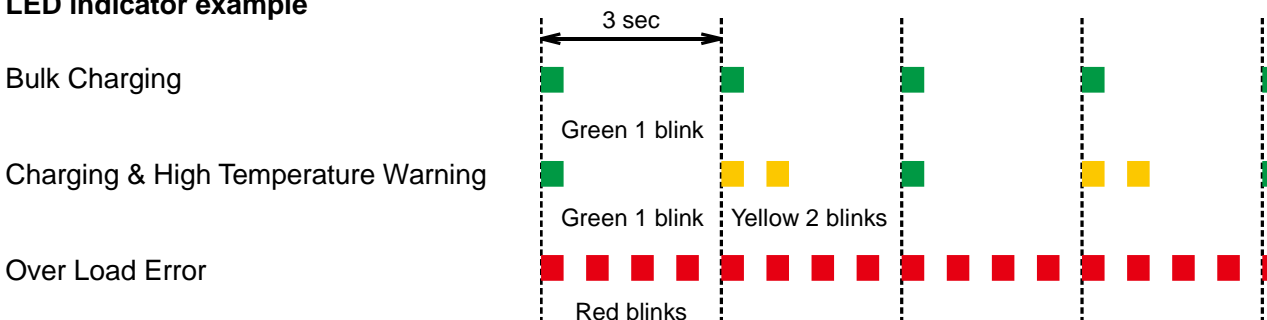 LED Indicator example
3 sec
Bulk Charging
Green 1 blink
Charging & High Temperature Warning
Green 1 blink
Yellow 2 blinks
Over Load Error
Red blinks